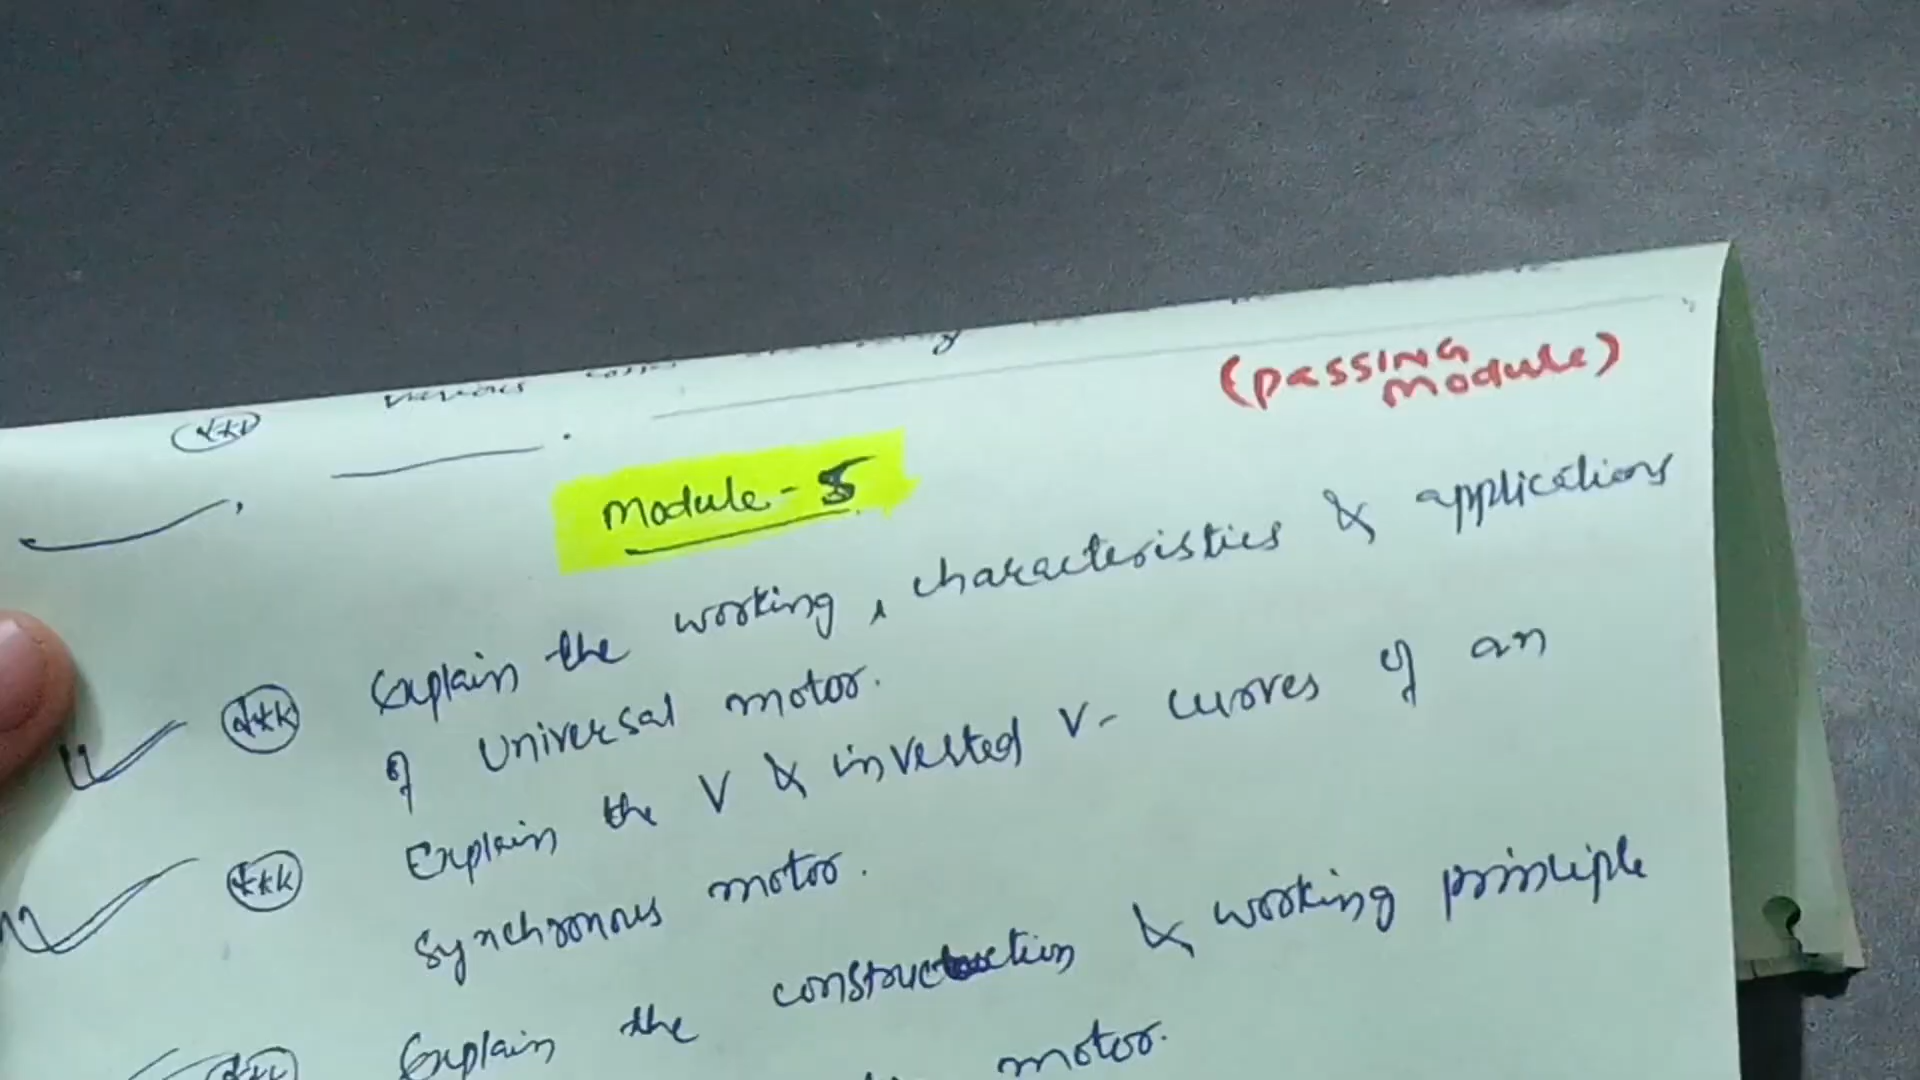 various
(PASSING
MODULE)
Module - 5
*** Explain the working, characteristics & applications
of Universal motor.
*** Explain the V & inverted V- curves of an
synchronous motor.
Explain the construction & working principle
motor.